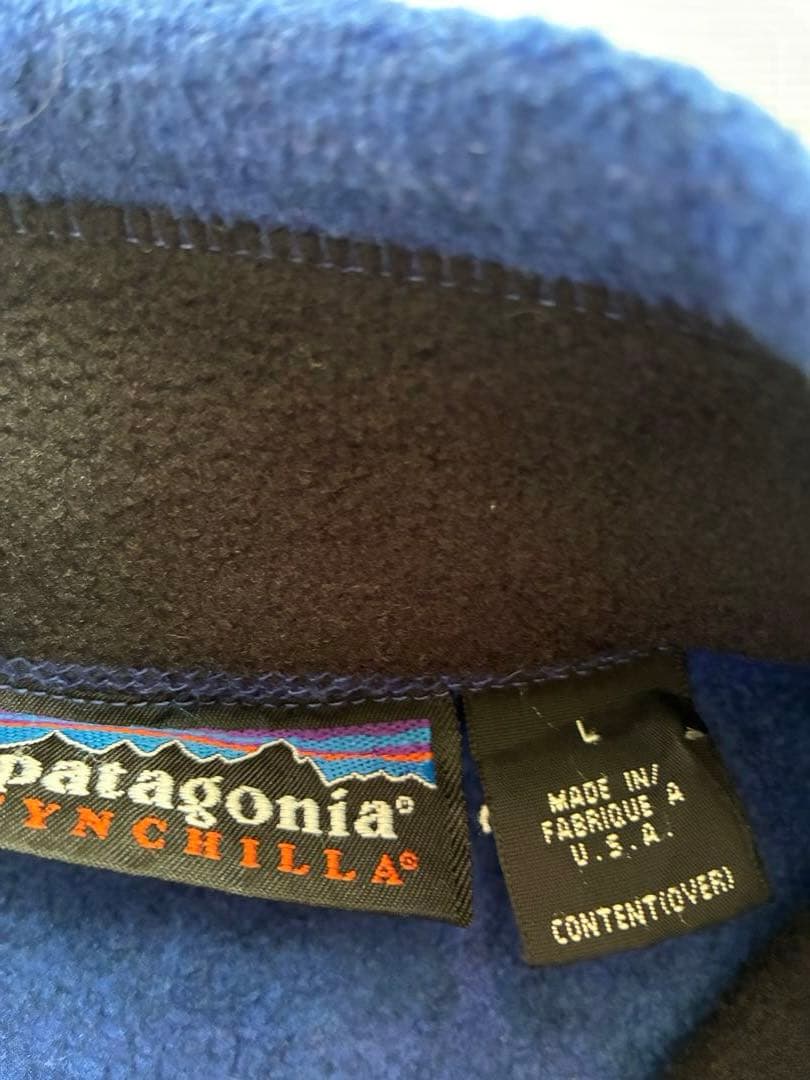 patagonia®
YNCHILLA®
L
MADE IN/
FABRIQUE A
U.S.A.
CONTENT(OVER)